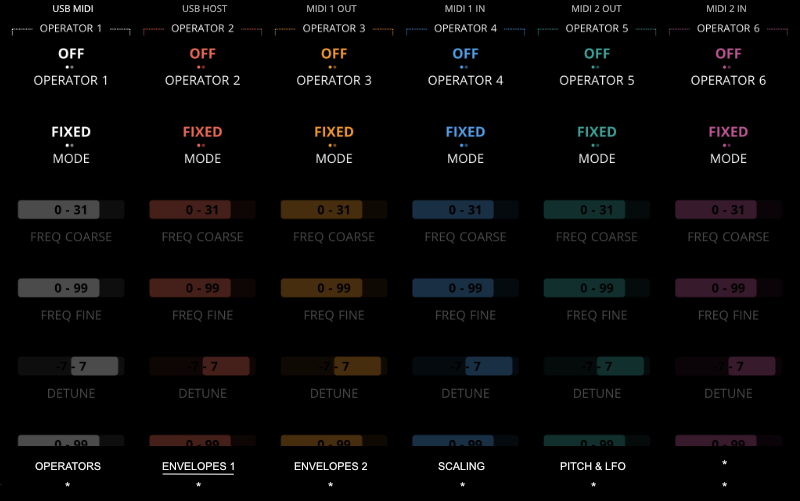 USB MIDI USB HOST MIDI 1 OUT MIDI 1 IN MIDI 2 OUT MIDI 2 IN
OPERATOR 1 OPERATOR 2 OPERATOR 3 OPERATOR 4 OPERATOR 5 OPERATOR 6
OFF OFF OFF OFF OFF OFF
OPERATOR 1 OPERATOR 2 OPERATOR 3 OPERATOR 4 OPERATOR 5 OPERATOR 6
FIXED FIXED FIXED FIXED FIXED FIXED
MODE MODE MODE MODE MODE MODE
0 - 31 0 - 31 0 - 31 0 - 31 0 - 31 0 - 31
FREQ COARSE FREQ COARSE FREQ COARSE FREQ COARSE FREQ COARSE FREQ COARSE
0 - 99 0 - 99 0 - 99 0 - 99 0 - 99 0 - 99
FREQ FINE FREQ FINE FREQ FINE FREQ FINE FREQ FINE FREQ FINE
-7 - 7 -7 - 7 -7 - 7 -7 - 7 -7 - 7 -7 - 7
DETUNE DETUNE DETUNE DETUNE DETUNE DETUNE
0 - 99 0 - 99 0 - 99 0 - 99 0 - 99 0 - 99
OPERATORS ENVELOPES 1 ENVELOPES 2 SCALING PITCH & LFO *
* * * * * *